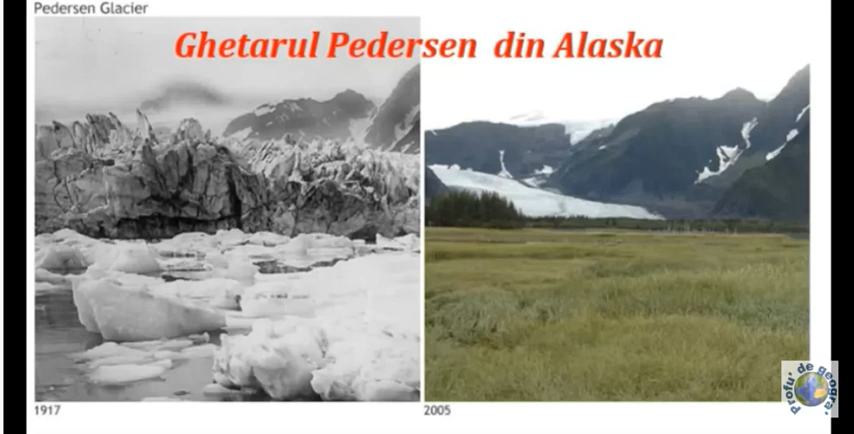 Pedersen Glacier
Ghetarul Pedersen din Alaska
1917
2005
Profu' de geogra'